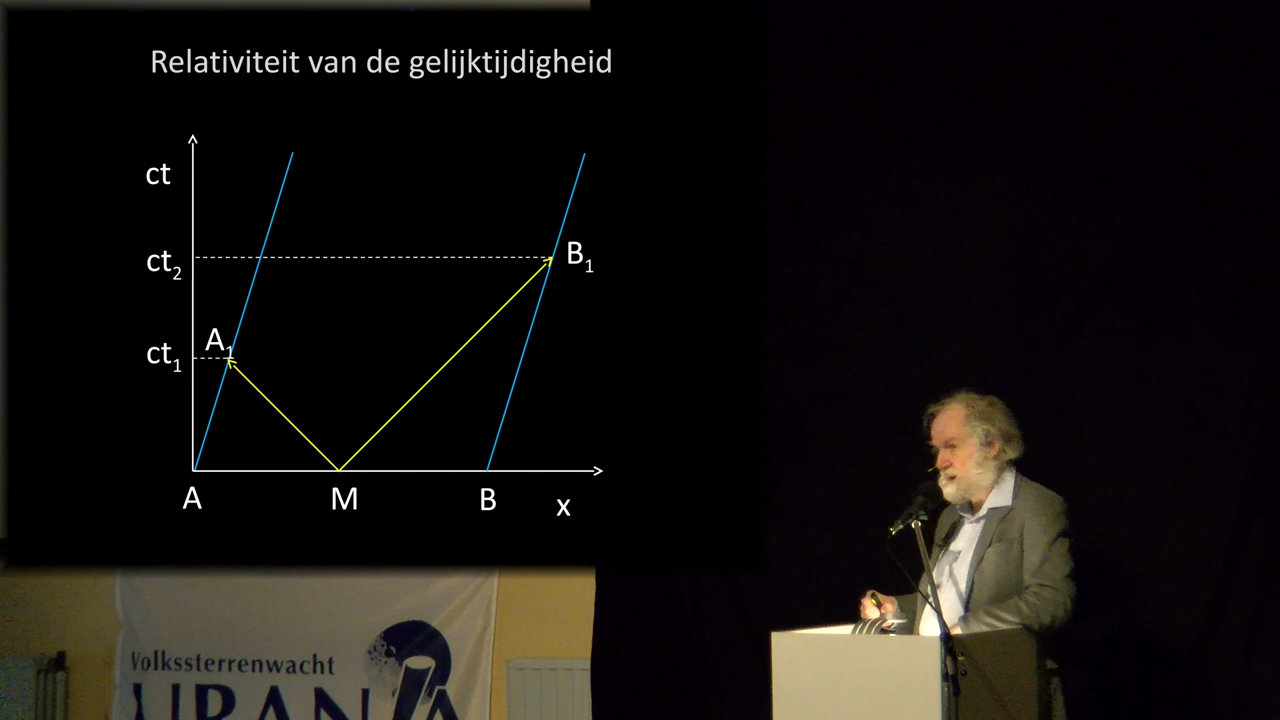 Relativiteit van de gelijktijdigheid
ct
ct₂
B₁
A₁
ct₁
A
M
B
x
Volkssterrenwacht
URANIA